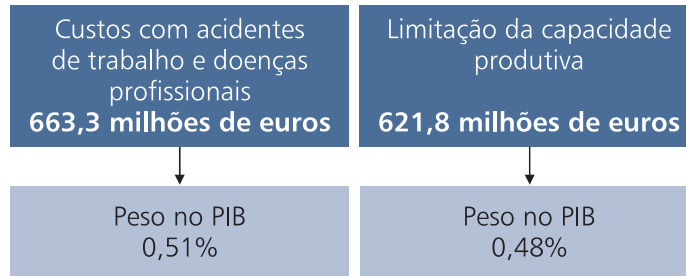 Custos com acidentes
de trabalho e doenças
profissionais
663,3 milhões de euros
Peso no PIB
0,51%
Limitação da capacidade
produtiva
621,8 milhões de euros
Peso no PIB
0,48%